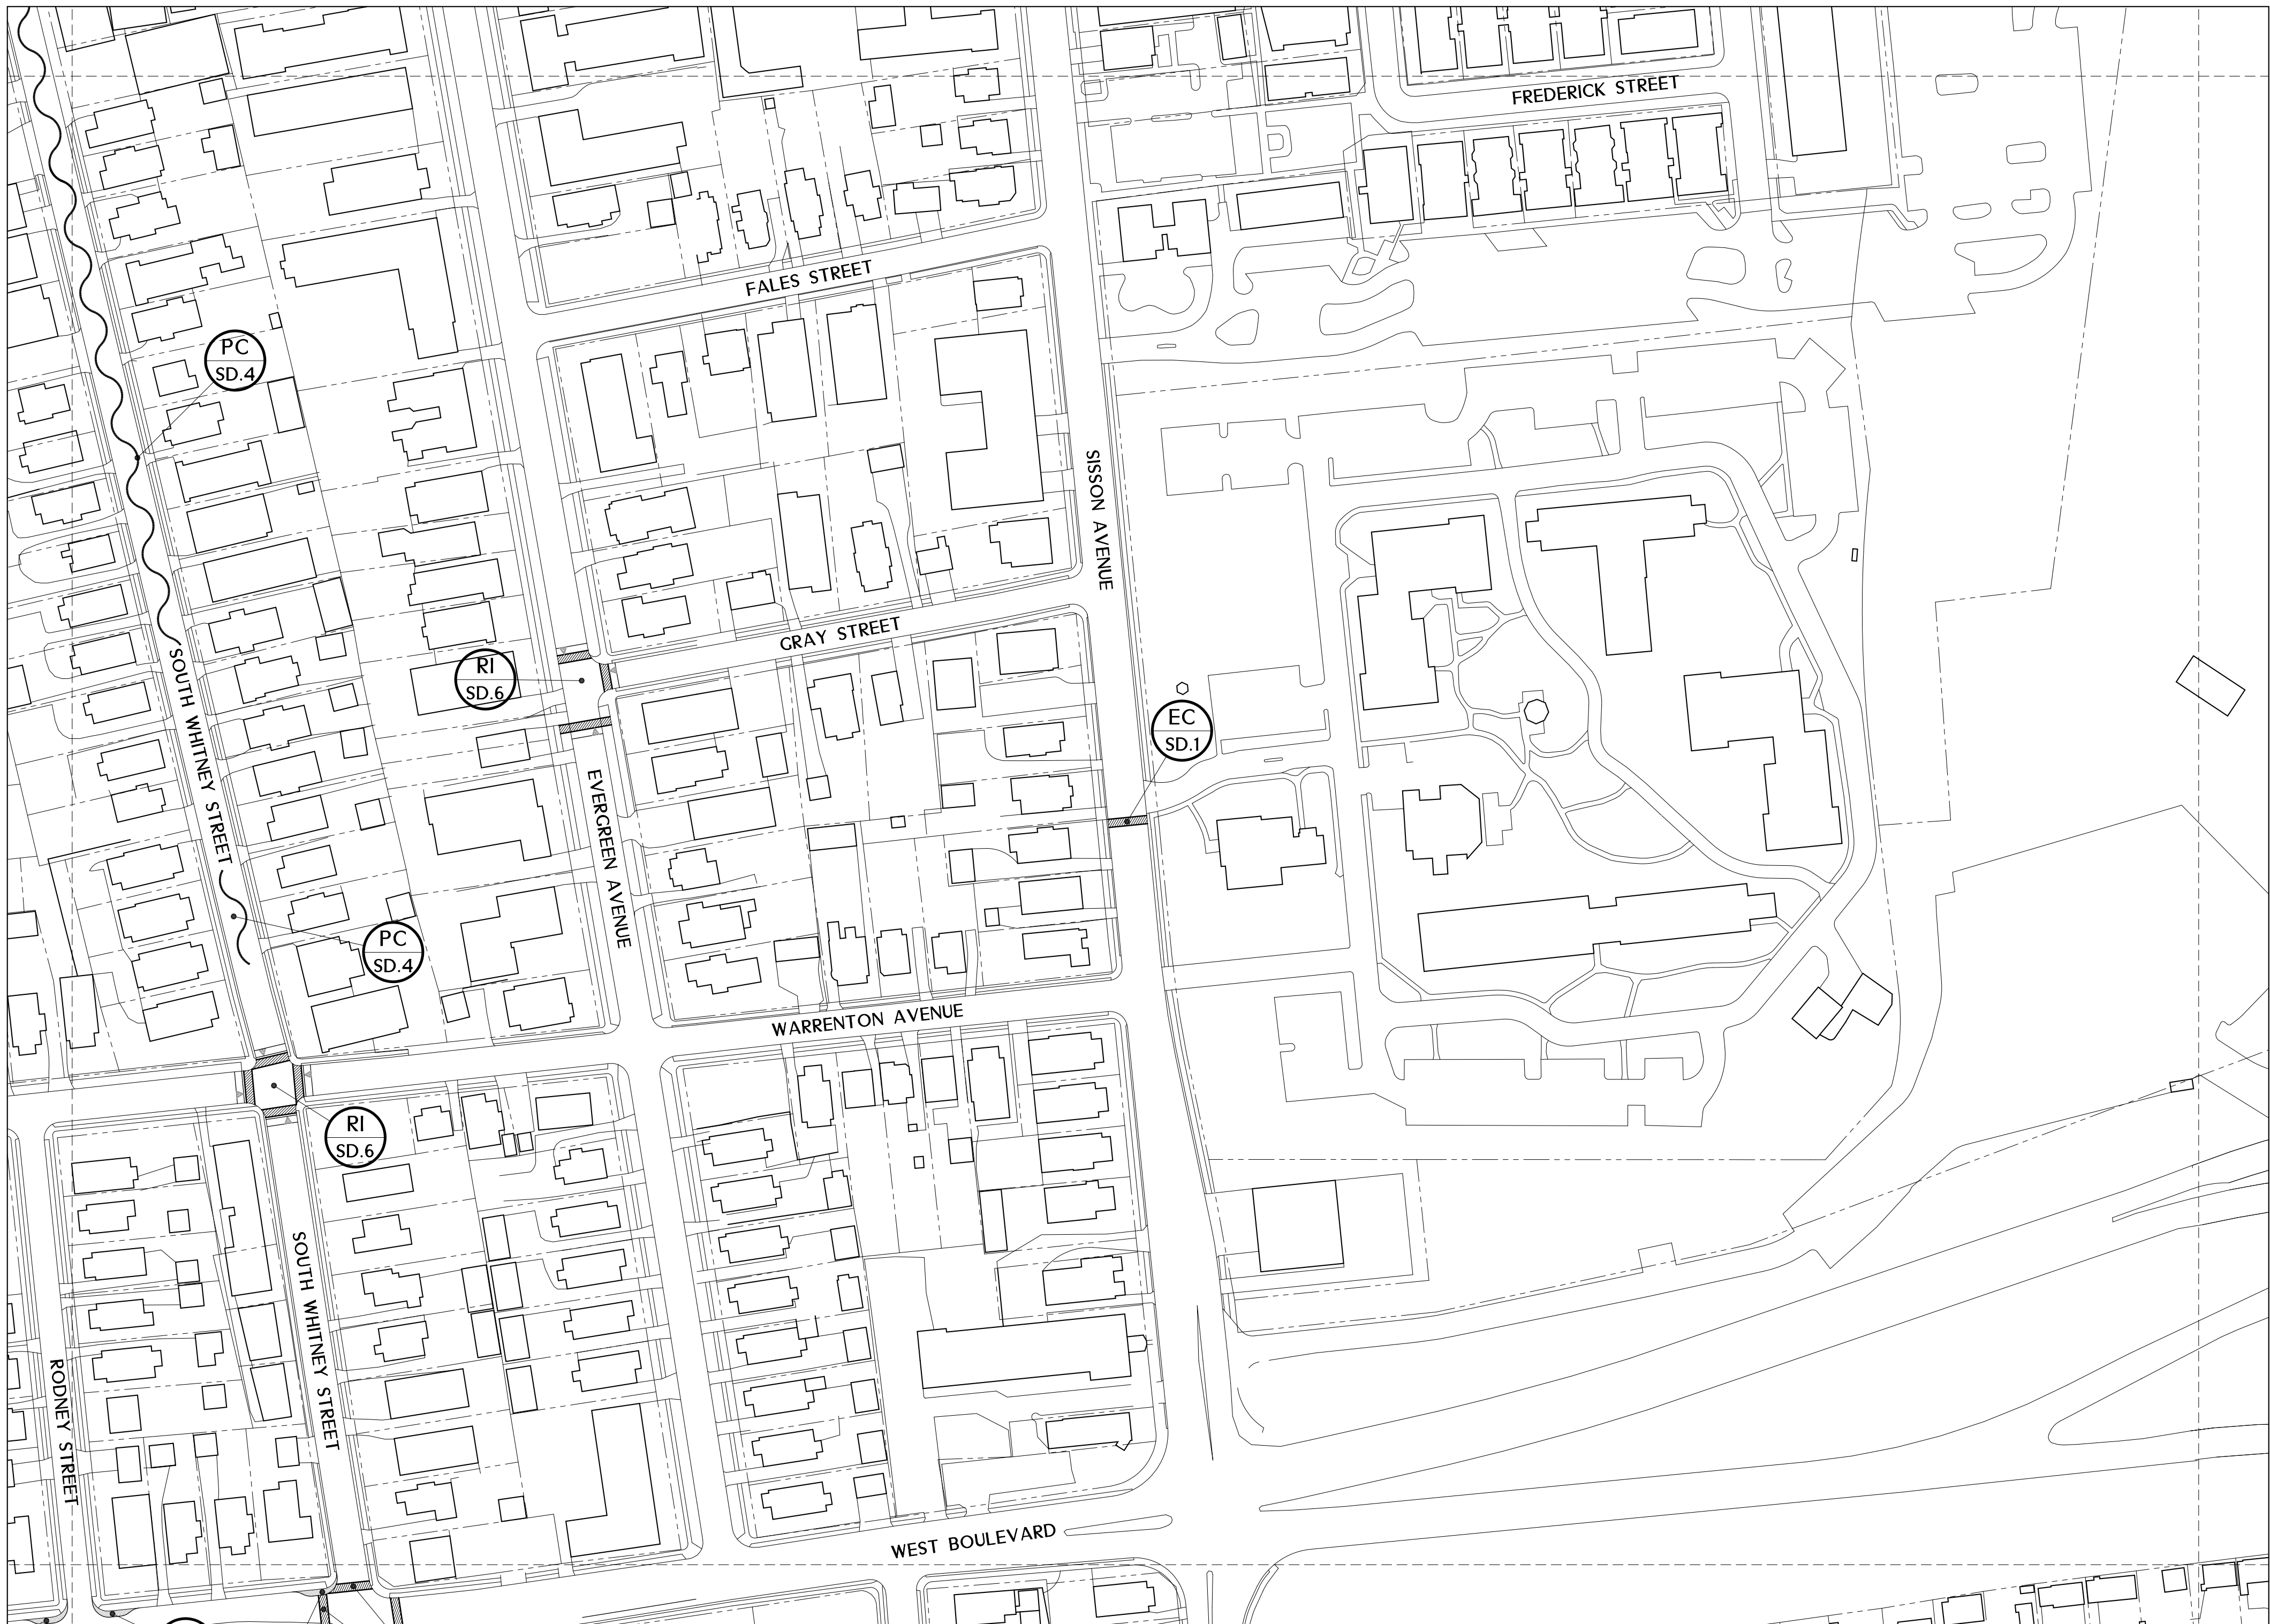 FREDERICK STREET
FALES STREET
PC
SD.4
SISSON AVENUE
GRAY STREET
RI
SD.6
SOUTH WHITNEY STREET
EC
SD.1
EVERGREEN AVENUE
PC
SD.4
WARRENTON AVENUE
RI
SD.6
SOUTH WHITNEY STREET
RODNEY STREET
WEST BOULEVARD